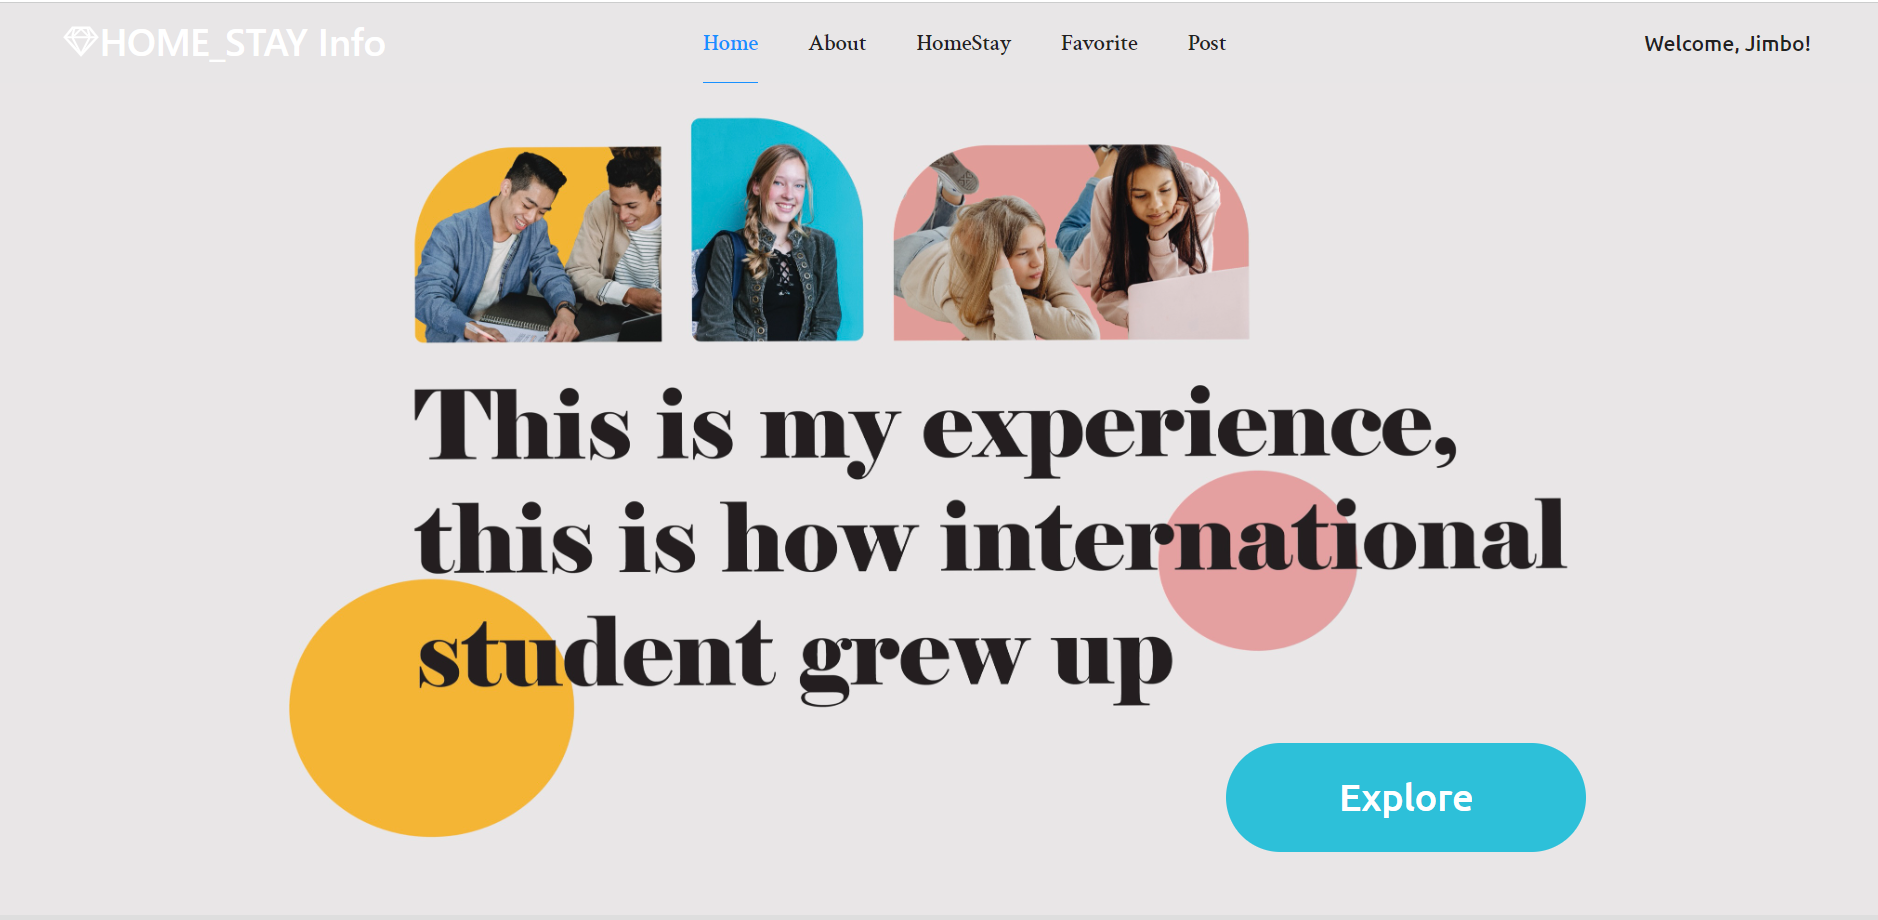 HOME_STAY Info
Home About HomeStay Favorite Post
Welcome, Jimbo!
This is my experience,
this is how international
student grew up
Explore